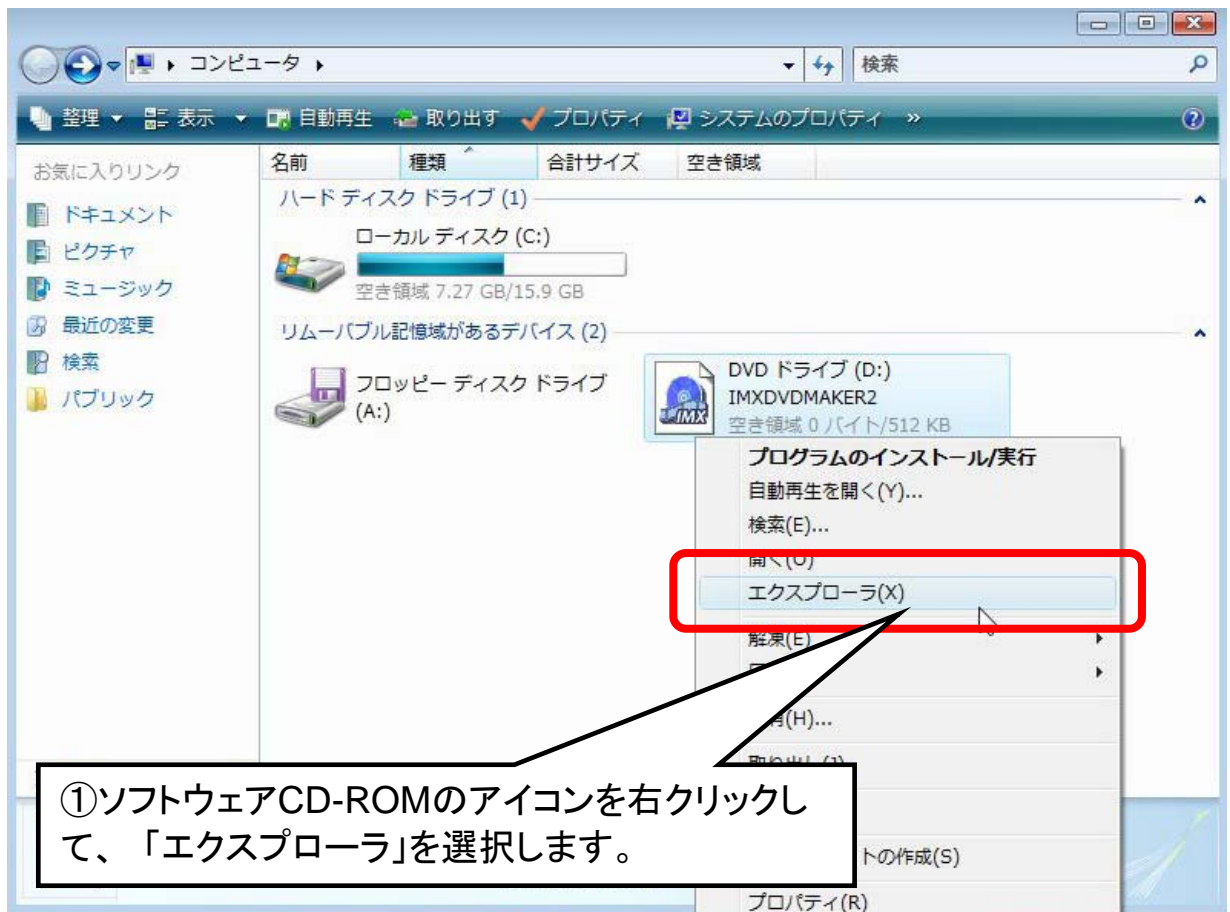 コンピュータ
検索
整理 表示 自動再生 取り出す プロパティ システムのプロパティ »
お気に入りリンク
ドキュメント
ピクチャ
ミュージック
最近の変更
検索
パブリック
名前 種類 合計サイズ 空き領域
ハード ディスク ドライブ (1)
ローカル ディスク (C:)
空き領域 7.27 GB/15.9 GB
リムーバブル記憶域があるデバイス (2)
フロッピー ディスク ドライブ
(A:)
IMX
DVD ドライブ (D:)
IMXDVDMAKER2
空き領域 0 バイト/512 KB
プログラムのインストール/実行
自動再生を開く(Y)...
検索(E)...
開く(O)
エクスプローラ(X)
解凍(E)
(H)...
取り出し(J)
トの作成(S)
プロパティ(R)
①ソフトウェアCD-ROMのアイコンを右クリックし
て、「エクスプローラ」を選択します。